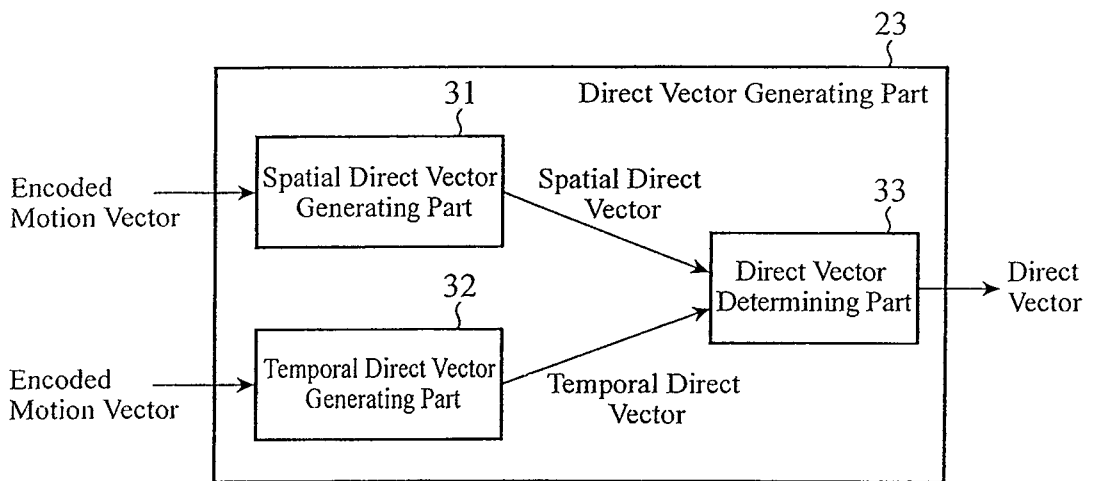 23
Direct Vector Generating Part
31
Spatial Direct Vector
Generating Part
Encoded
Motion Vector
Spatial Direct
Vector
33
Direct Vector
Determining Part
Direct
Vector
32
Temporal Direct Vector
Generating Part
Encoded
Motion Vector
Temporal Direct
Vector